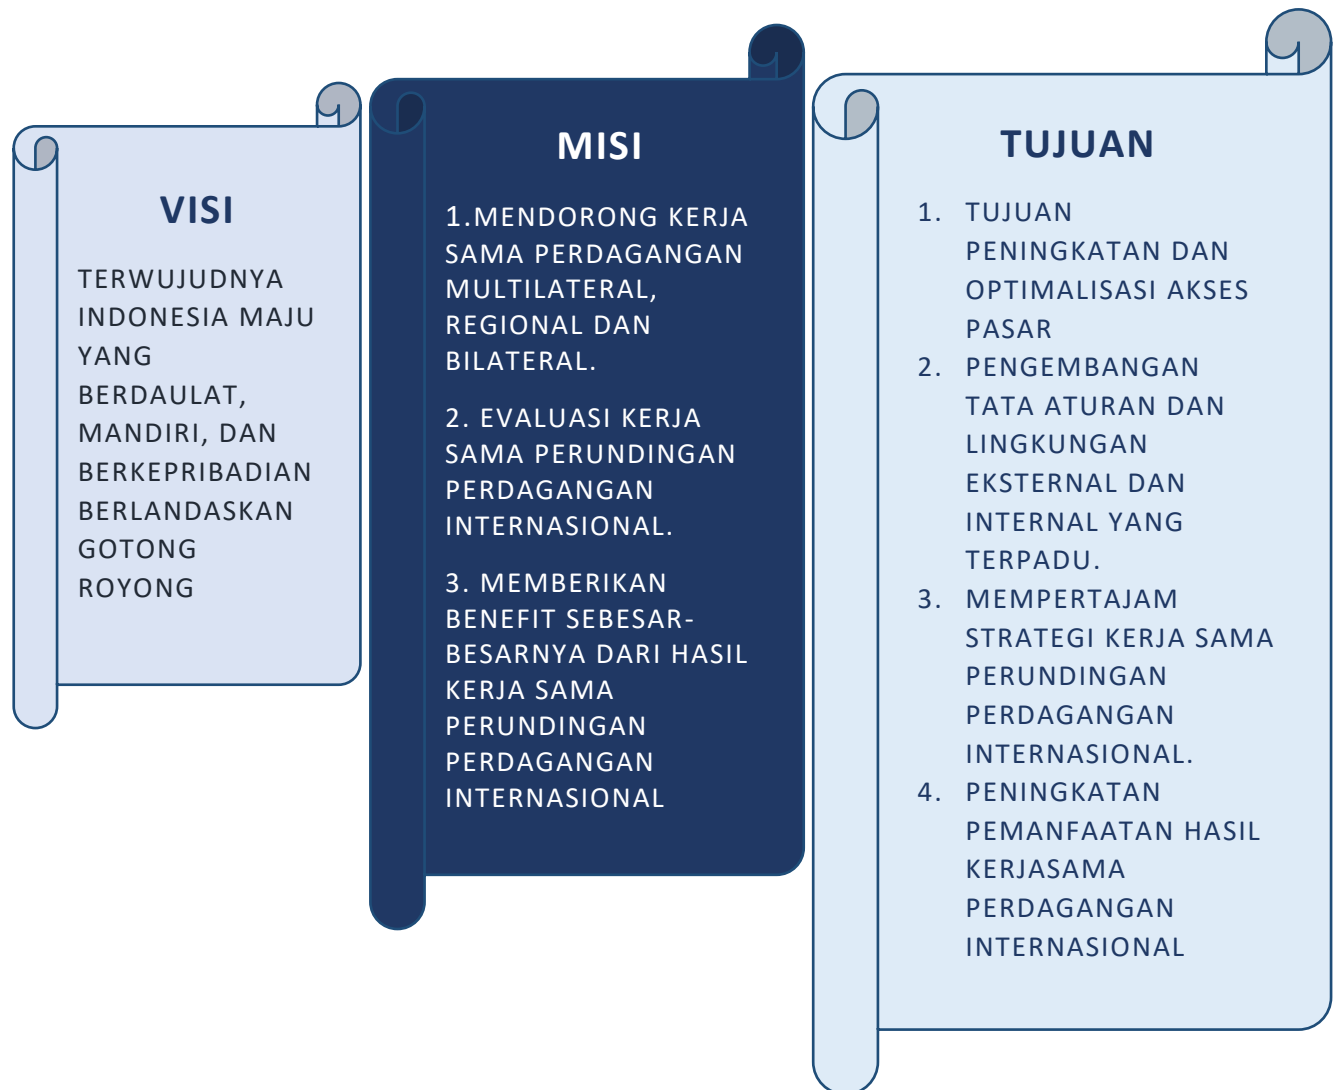 VISI
TERWUJUDNYA
INDONESIA MAJU
YANG
BERDAULAT,
MANDIRI, DAN
BERKEPRIBADIAN
BERLANDASKAN
GOTONG
ROYONG
MISI
1.MENDORONG KERJA
SAMA PERDAGANGAN
MULTILATERAL,
REGIONAL DAN
BILATERAL.
2. EVALUASI KERJA
SAMA PERUNDINGAN
PERDAGANGAN
INTERNASIONAL.
3. MEMBERIKAN
BENEFIT SEBESAR-
BESARNYA DARI HASIL
KERJA SAMA
PERUNDINGAN
PERDAGANGAN
INTERNASIONAL
TUJUAN
1. TUJUAN
PENINGKATAN DAN
OPTIMALISASI AKSES
PASAR
2. PENGEMBANGAN
TATA ATURAN DAN
LINGKUNGAN
EKSTERNAL DAN
INTERNAL YANG
TERPADU.
3. MEMPERTAJAM
STRATEGI KERJA SAMA
PERUNDINGAN
PERDAGANGAN
INTERNASIONAL.
4. PENINGKATAN
PEMANFAATAN HASIL
KERJASAMA
PERDAGANGAN
INTERNASIONAL